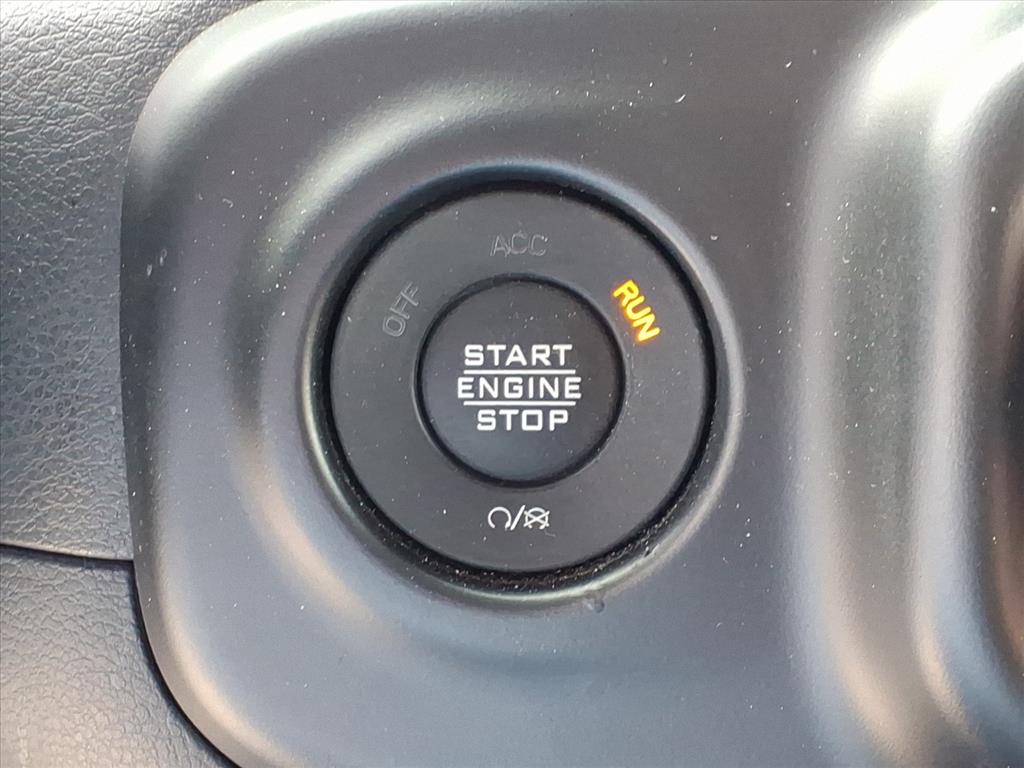 ACC
OFF
RUN
START
ENGINE
STOP